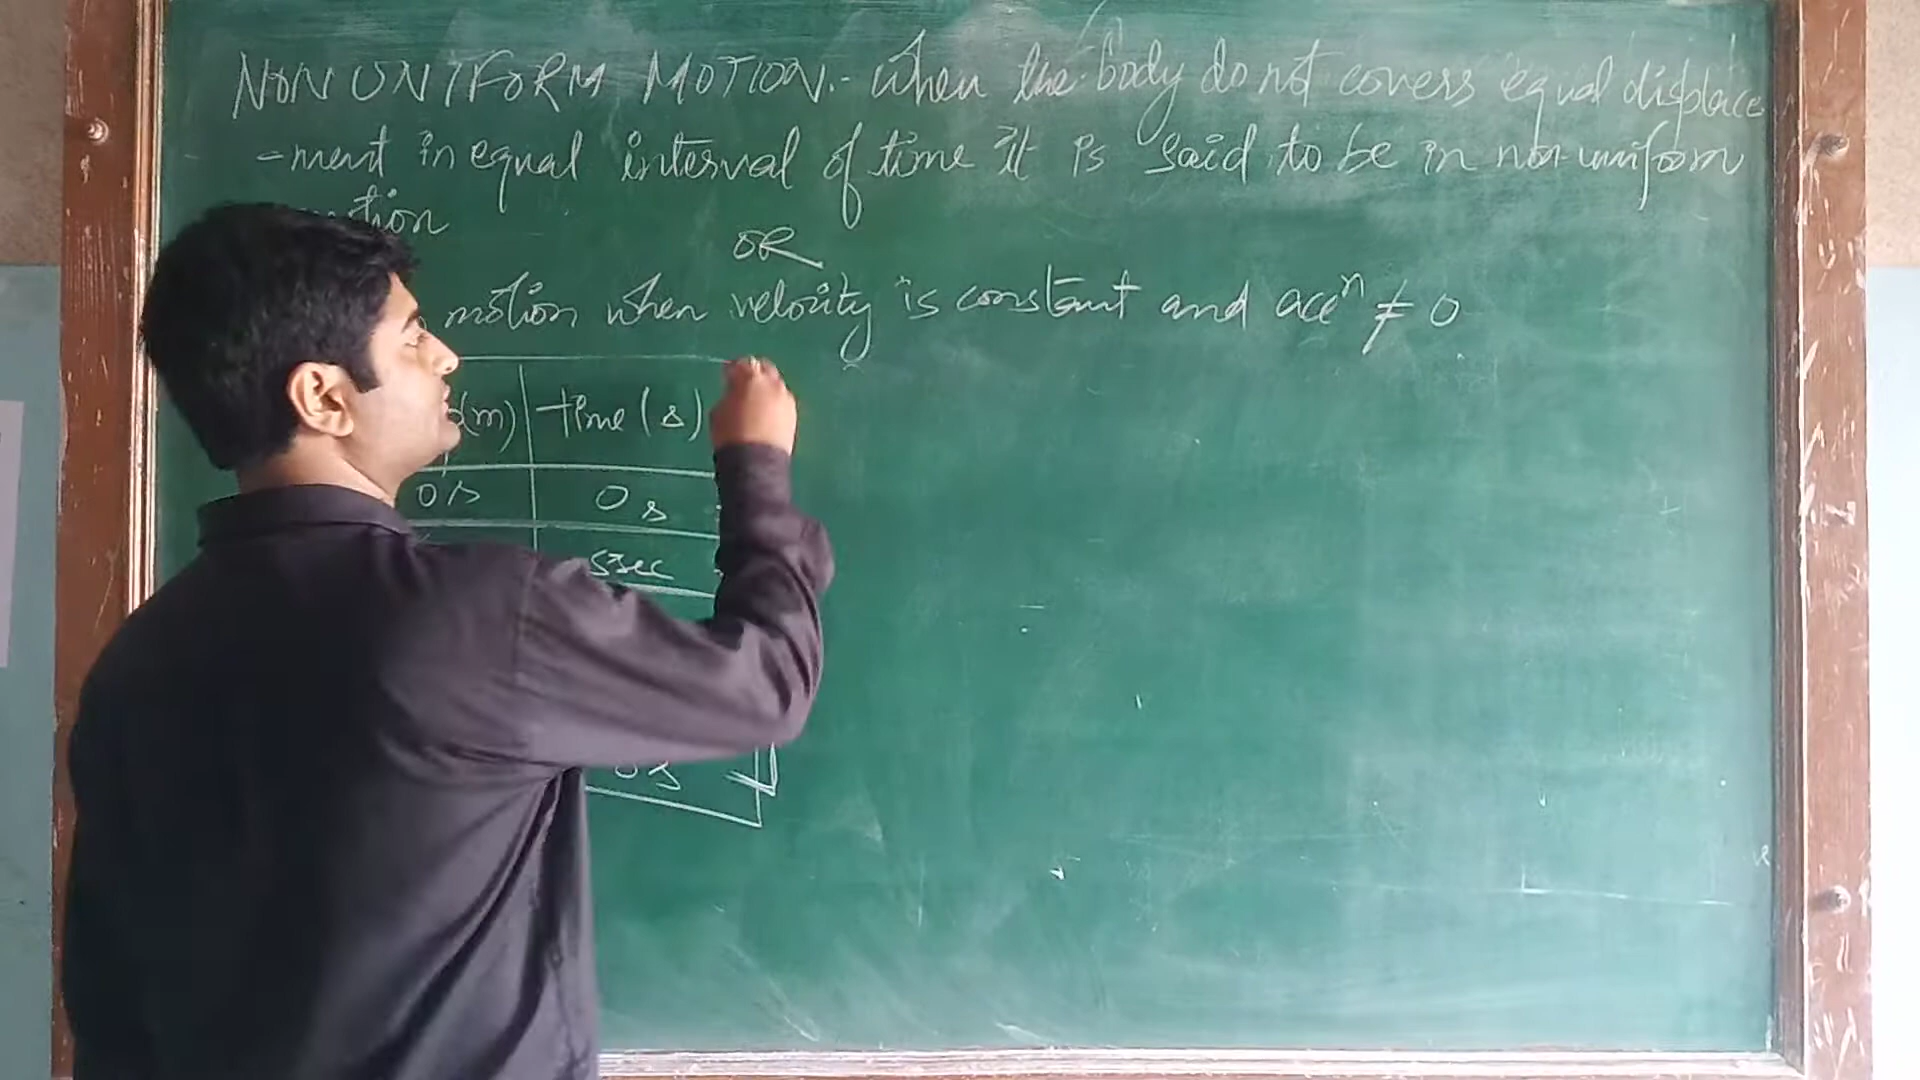 NON UNIFORM MOTION:- When the body do not covers equal displace
-ment in equal interval of time it is said to be in non-uniform
motion
OR
motion when velocity is constant and accⁿ ≠ 0
(m) time (s)
0 s
5sec